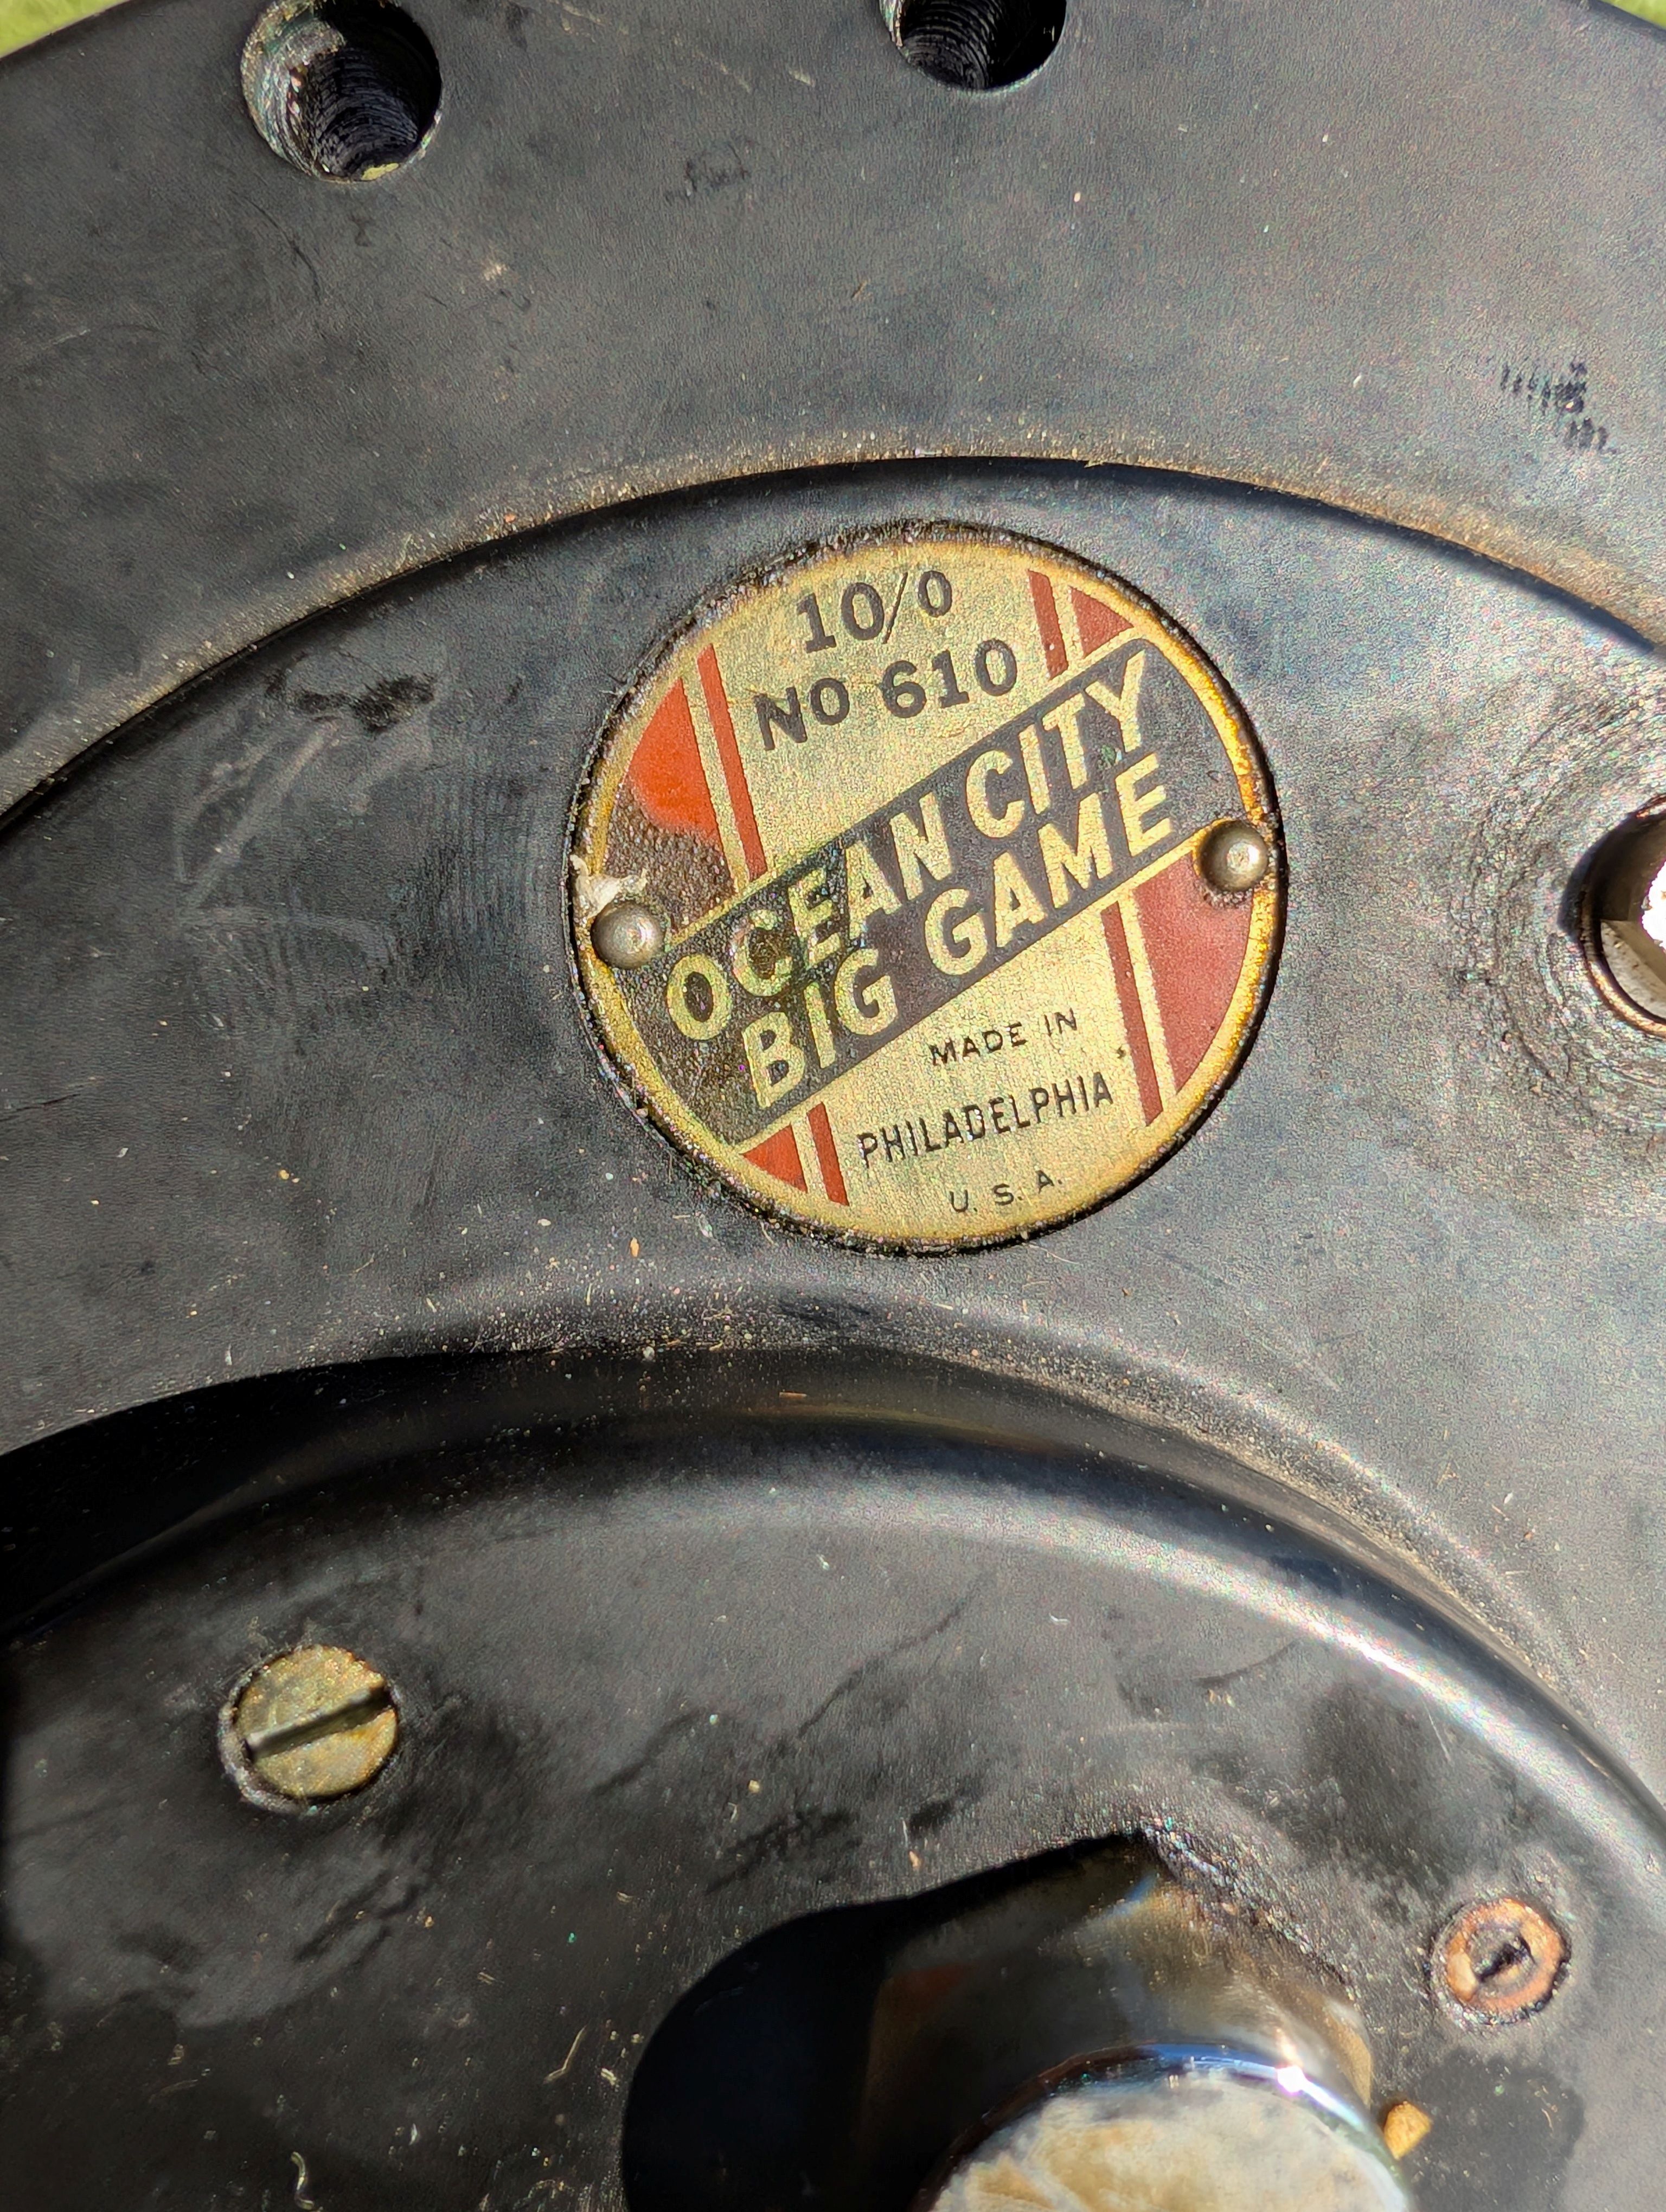 10/0
NO 610
OCEAN CITY
BIG GAME
MADE IN
PHILADELPHIA
U. S. A.